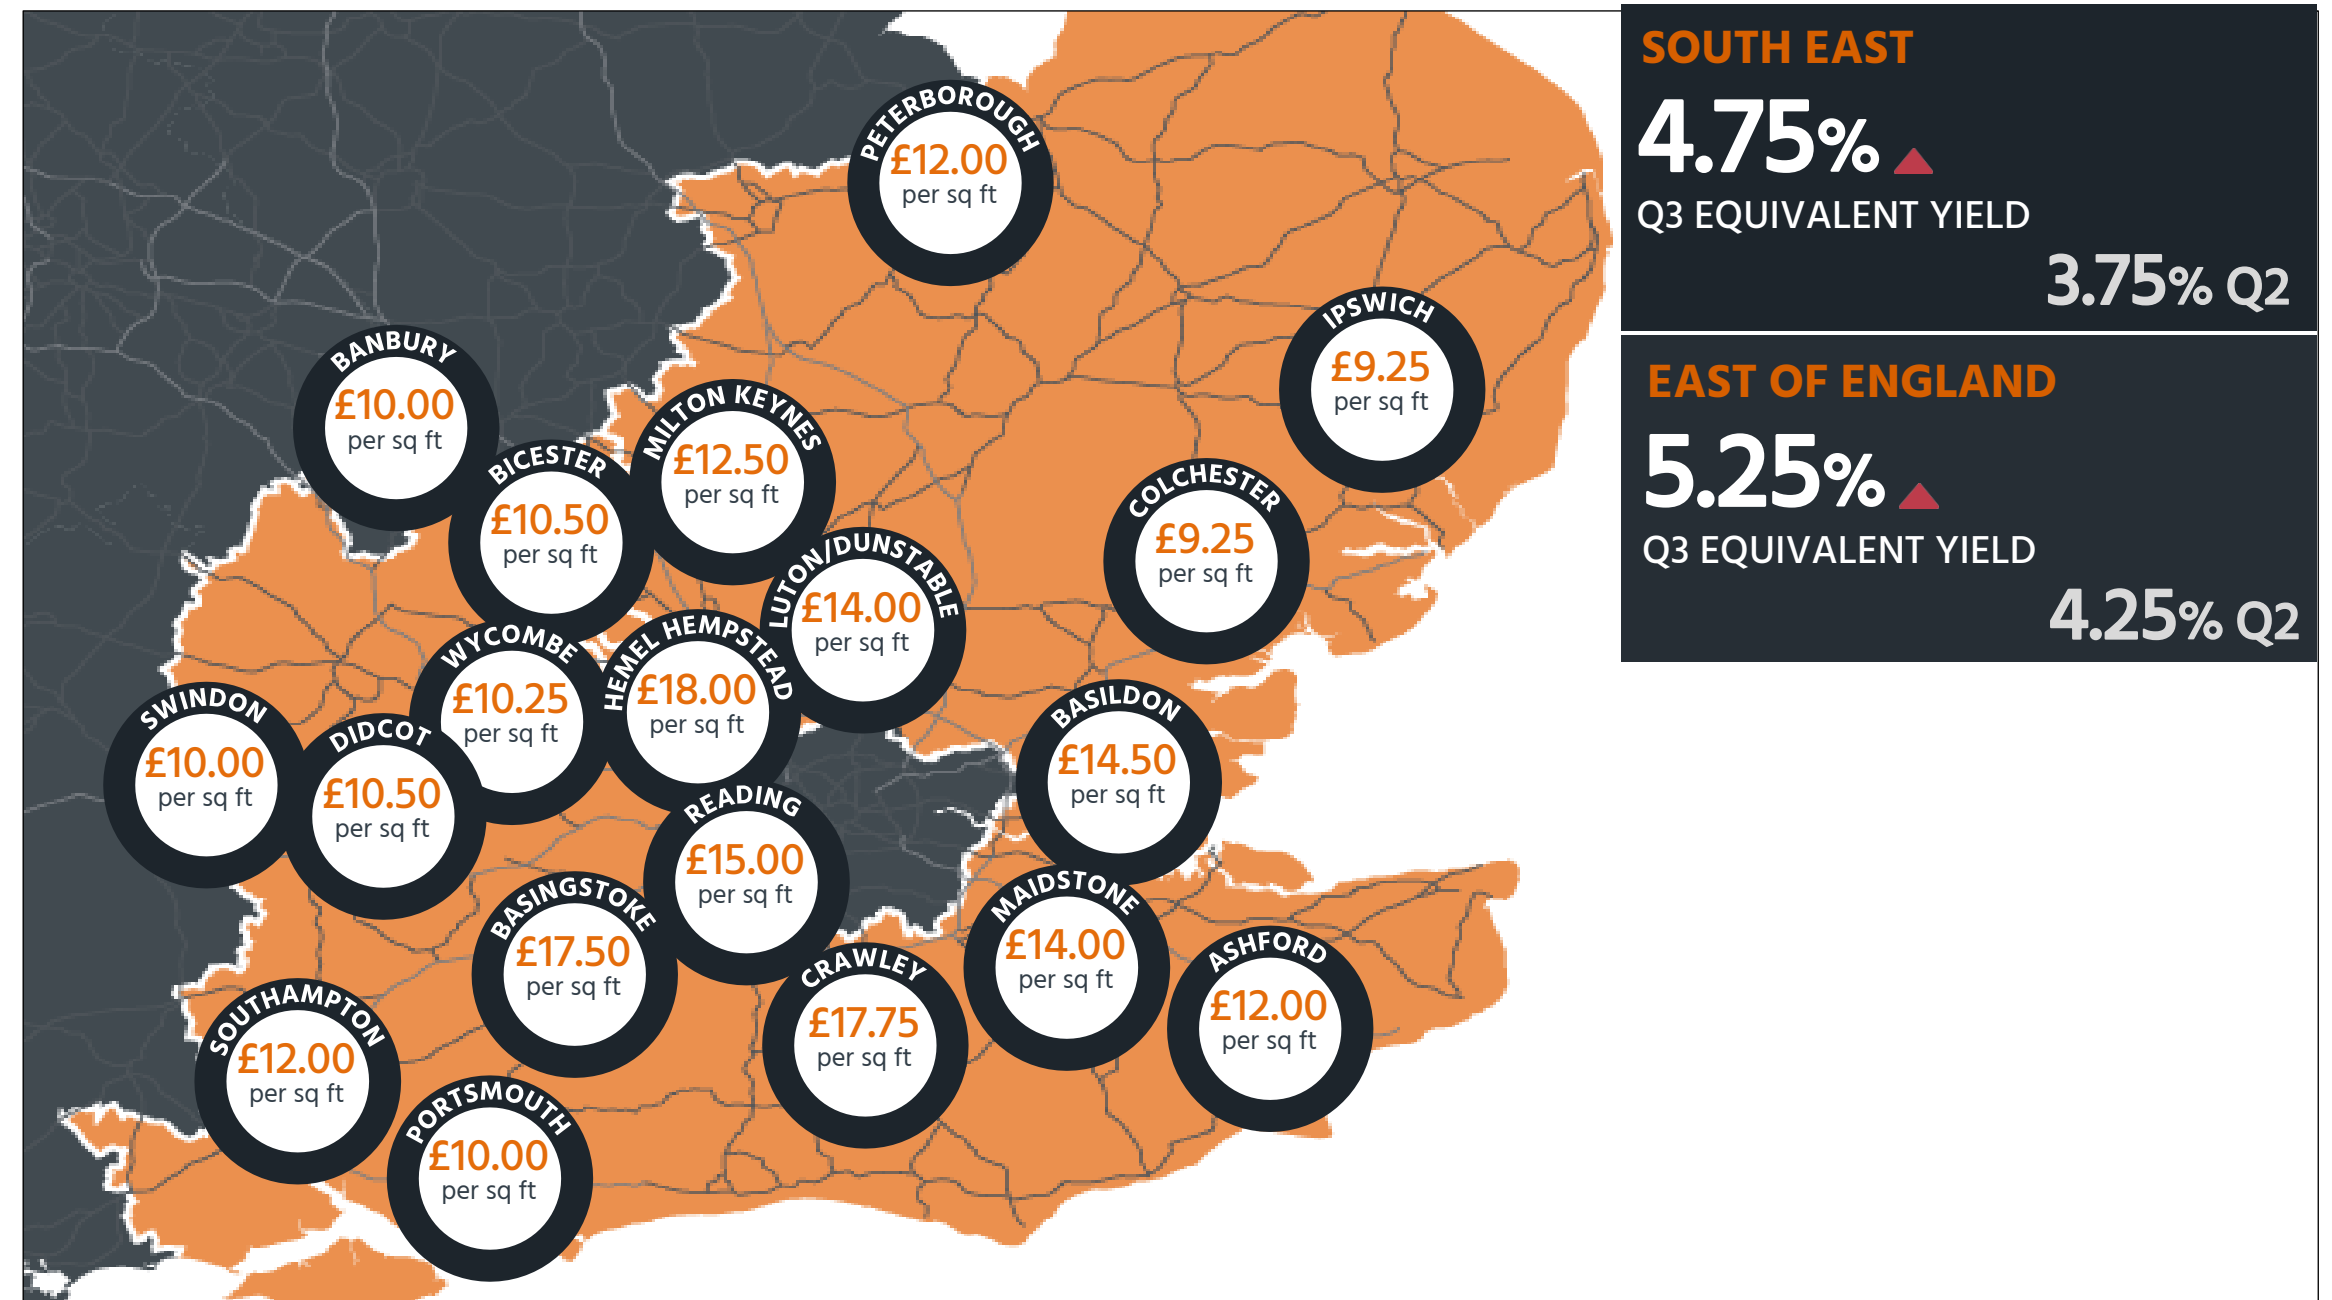 SOUTH EAST
4.75%
Q3 EQUIVALENT YIELD
3.75% Q2
EAST OF ENGLAND
5.25%
Q3 EQUIVALENT YIELD
4.25% Q2
PETERBOROUGH
£12.00
per sq ft
IPSWICH
£9.25
per sq ft
BANBURY
£10.00
per sq ft
MILTON KEYNES
£12.50
per sq ft
BICESTER
£10.50
per sq ft
COLCHESTER
£9.25
per sq ft
LUTON/DUNSTABLE
£14.00
per sq ft
WYCOMBE
£10.25
per sq ft
HEMEL HEMPSTEAD
£18.00
per sq ft
SWINDON
£10.00
per sq ft
DIDCOT
£10.50
per sq ft
BASILDON
£14.50
per sq ft
READING
£15.00
per sq ft
BASINGSTOKE
£17.50
per sq ft
MAIDSTONE
£14.00
per sq ft
CRAWLEY
£17.75
per sq ft
ASHFORD
£12.00
per sq ft
SOUTHAMPTON
£12.00
per sq ft
PORTSMOUTH
£10.00
per sq ft